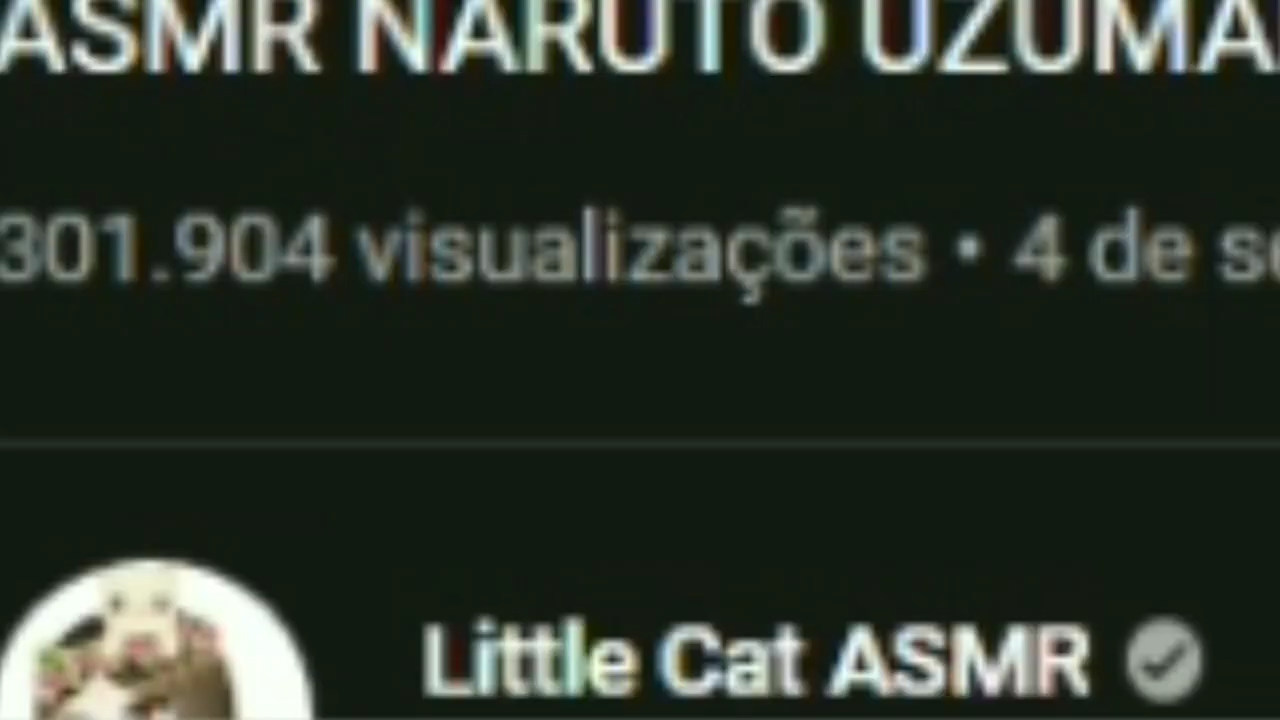 ASMR NARUTO UZUMA
301.904 visualizações • 4 de se
Little Cat ASMR